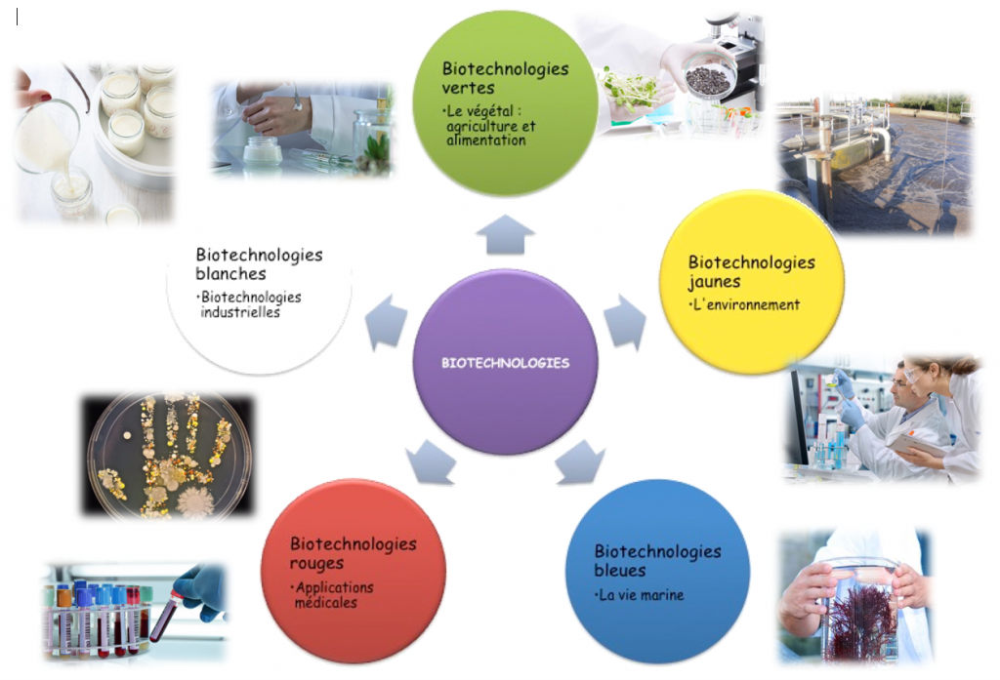 Biotechnologies
vertes
•Le végétal :
agriculture et
alimentation
Biotechnologies
blanches
•Biotechnologies
industrielles
Biotechnologies
jaunes
•L'environnement
BIOTECHNOLOGIES
Biotechnologies
rouges
•Applications
médicales
Biotechnologies
bleues
•La vie marine